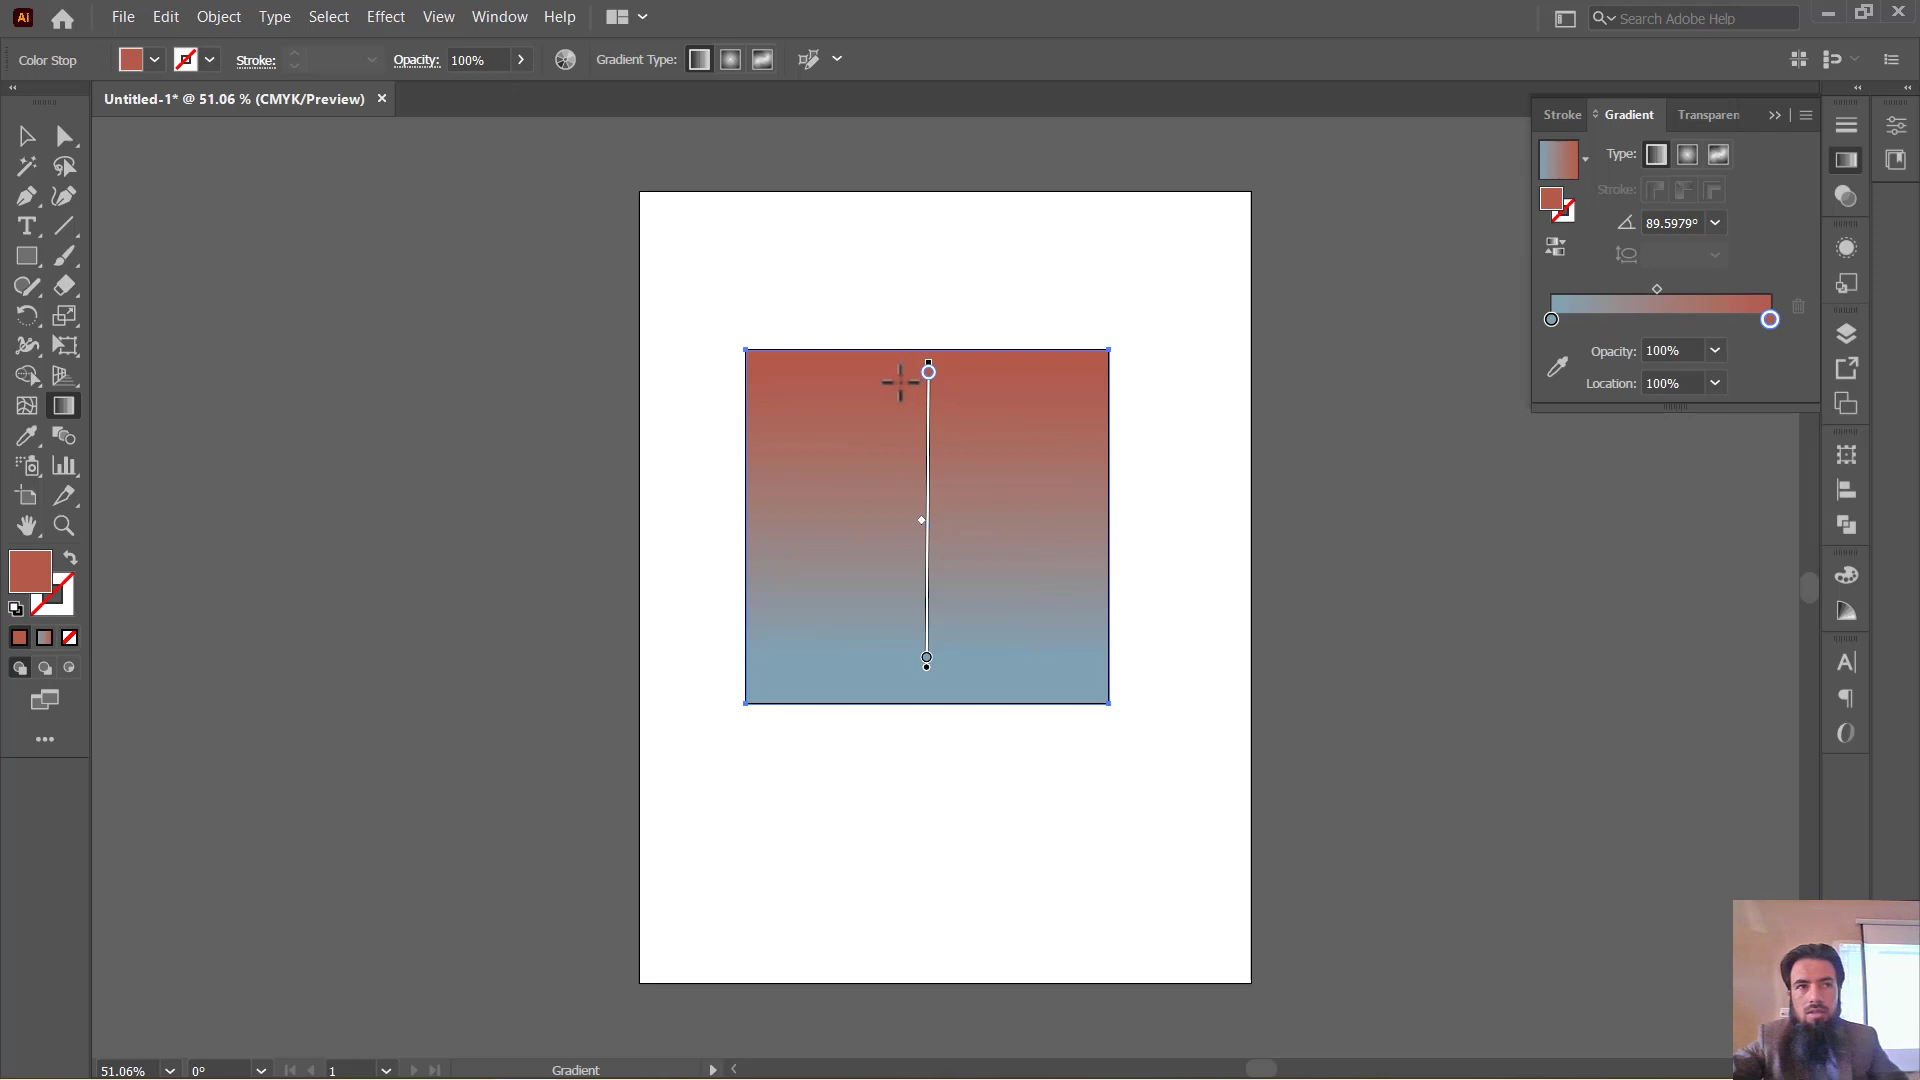 Ai File Edit Object Type Select Effect View Window Help Search Adobe Help
Color Stop Stroke: Opacity: 100% Gradient Type:
Untitled-1* @ 51.06 % (CMYK/Preview)
Stroke Gradient Transparen
Type:
Stroke:
89.5979°
Opacity: 100%
Location: 100%
51.06% 0° 1 Gradient